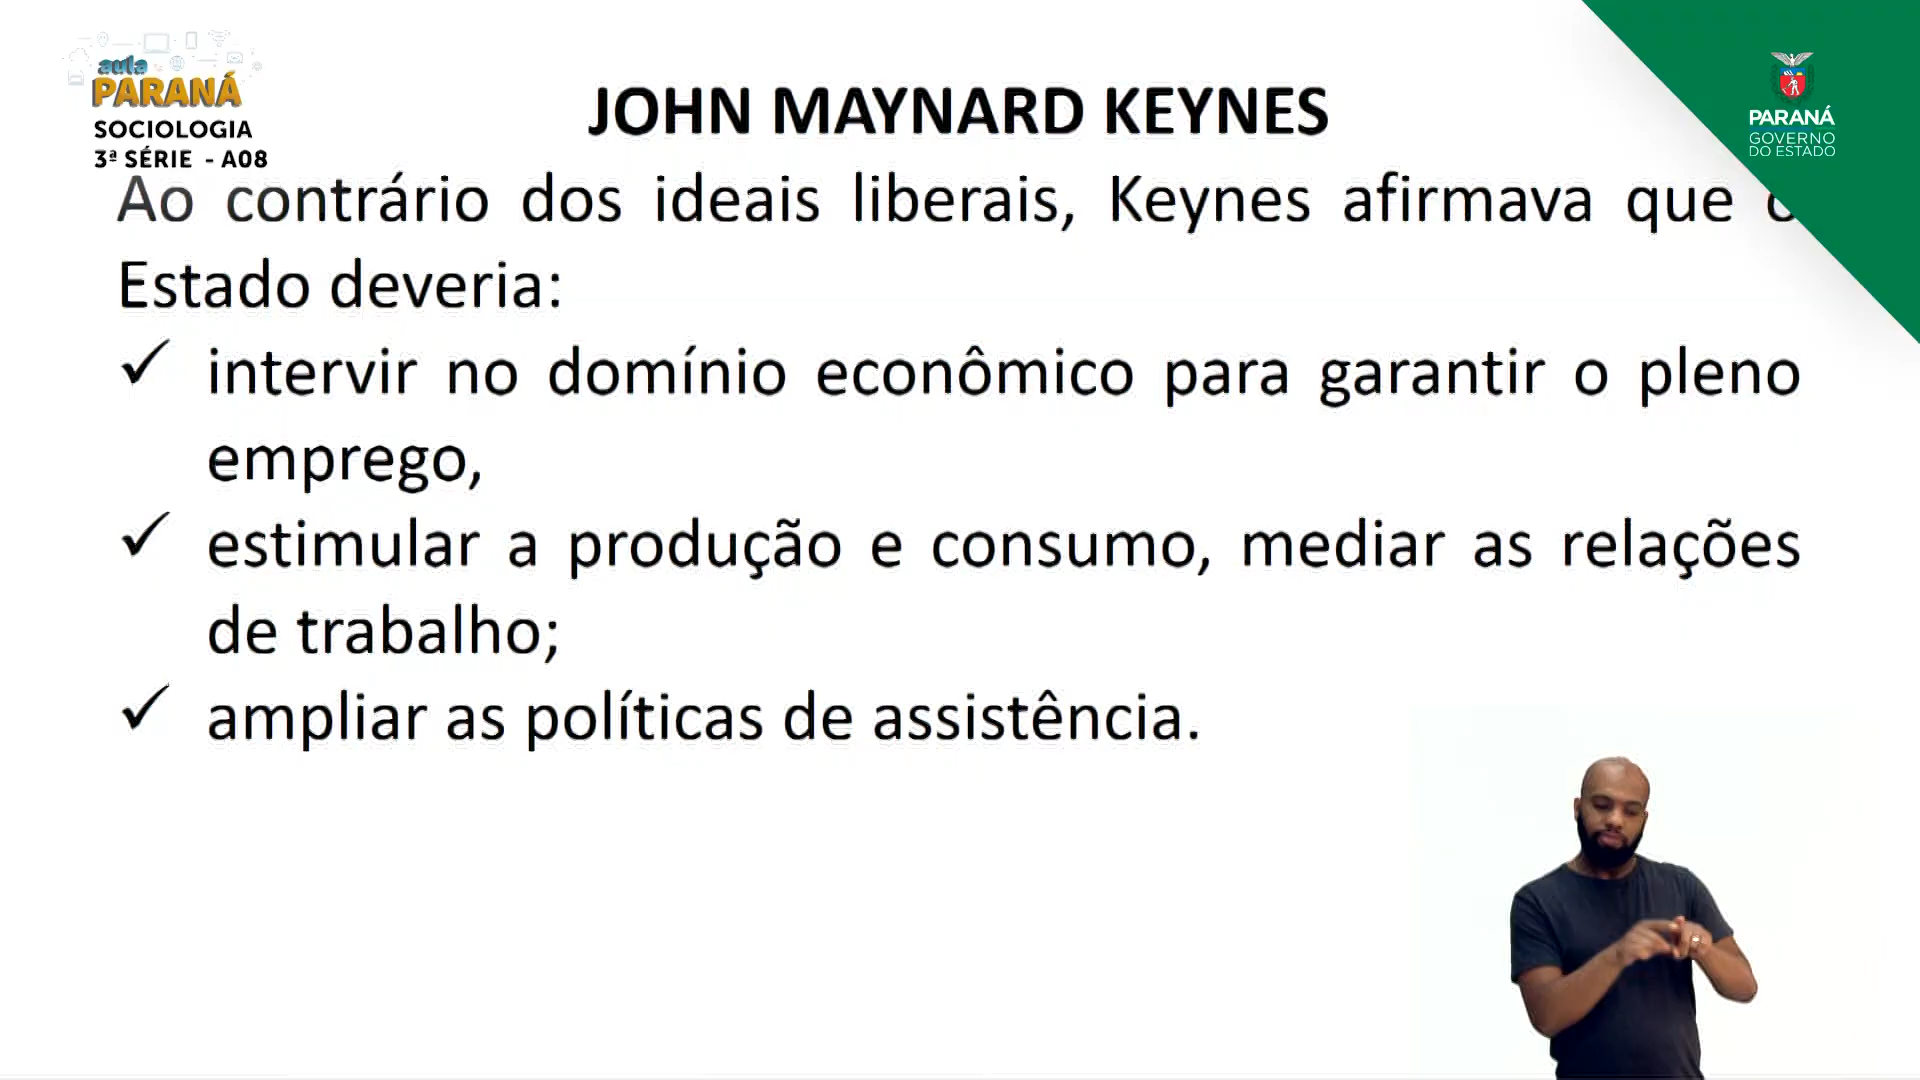 aula
PARANÁ
SOCIOLOGIA
3ª SÉRIE - A08
PARANÁ
GOVERNO
DO ESTADO
JOHN MAYNARD KEYNES
Ao contrário dos ideais liberais, Keynes afirmava que o
Estado deveria:
✓ intervir no domínio econômico para garantir o pleno
emprego,
✓ estimular a produção e consumo, mediar as relações
de trabalho;
✓ ampliar as políticas de assistência.